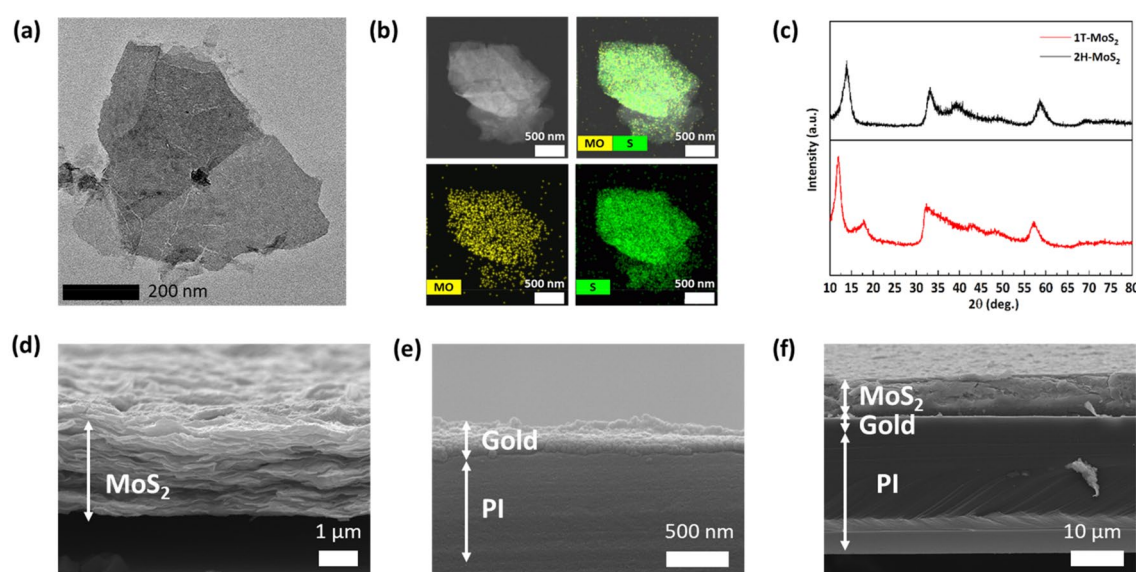 (a)
200 nm
(b)
500 nm
MO S
500 nm
MO
500 nm
S
500 nm
(c)
1T-MoS₂
2H-MoS₂
Intensity (a.u.)
10 15 20 25 30 35 40 45 50 55 60 65 70 75 80
2θ (deg.)
(d)
MoS₂
1 μm
(e)
Gold
PI
500 nm
(f)
MoS₂
Gold
PI
10 μm